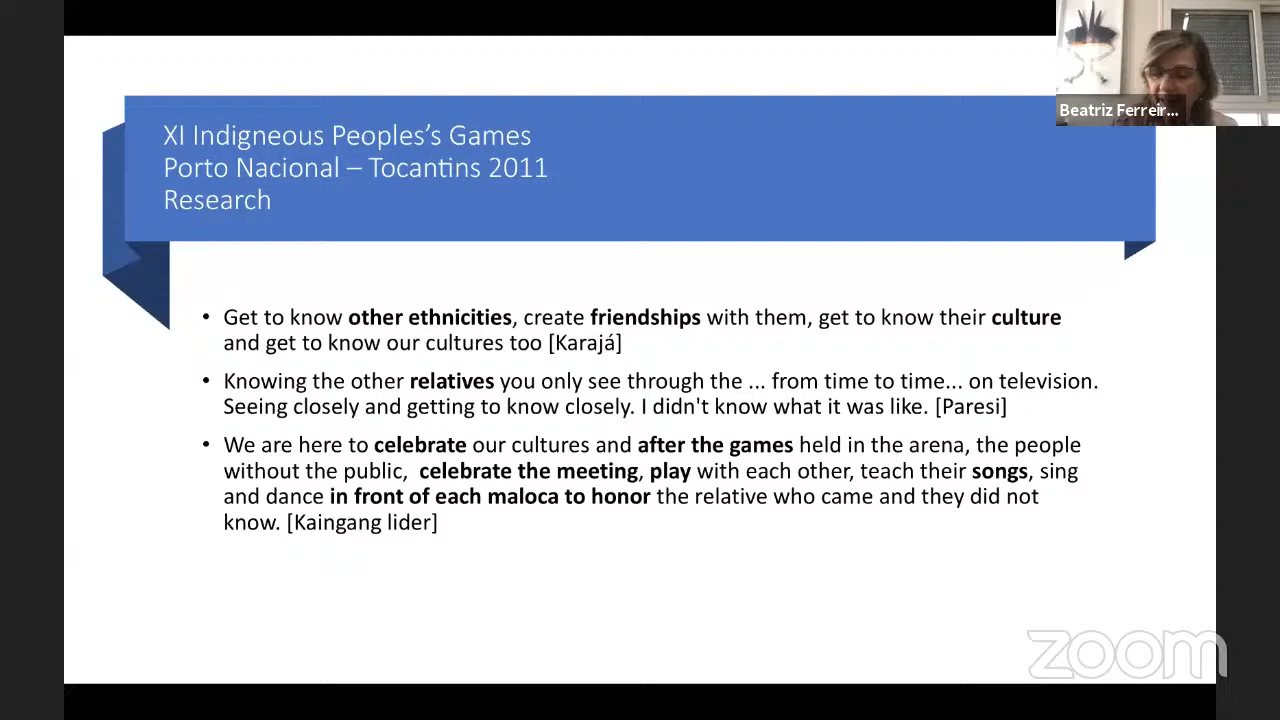 Beatriz Ferreir...
XI Indigneous Peoples's Games
Porto Nacional – Tocantins 2011
Research
• Get to know other ethnicities, create friendships with them, get to know their culture
and get to know our cultures too [Karajá]
• Knowing the other relatives you only see through the ... from time to time... on television.
Seeing closely and getting to know closely. I didn't know what it was like. [Paresi]
• We are here to celebrate our cultures and after the games held in the arena, the people
without the public, celebrate the meeting, play with each other, teach their songs, sing
and dance in front of each maloca to honor the relative who came and they did not
know. [Kaingang lider]
zoom